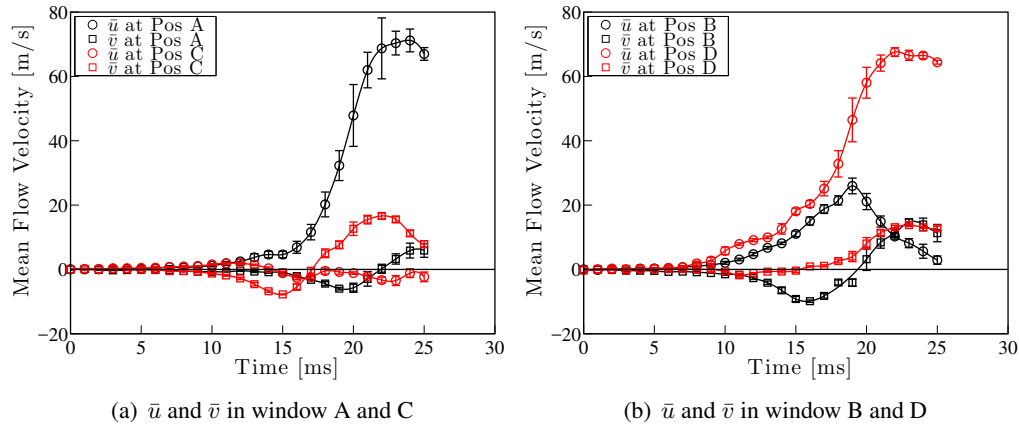 ū at Pos A
v̄ at Pos A
ū at Pos C
v̄ at Pos C
Mean Flow Velocity [m/s]
80
60
40
20
0
−20
0 5 10 15 20 25 30
Time [ms]
(a) ū and v̄ in window A and C
ū at Pos B
v̄ at Pos B
ū at Pos D
v̄ at Pos D
Mean Flow Velocity [m/s]
80
60
40
20
0
−20
0 5 10 15 20 25 30
Time [ms]
(b) ū and v̄ in window B and D